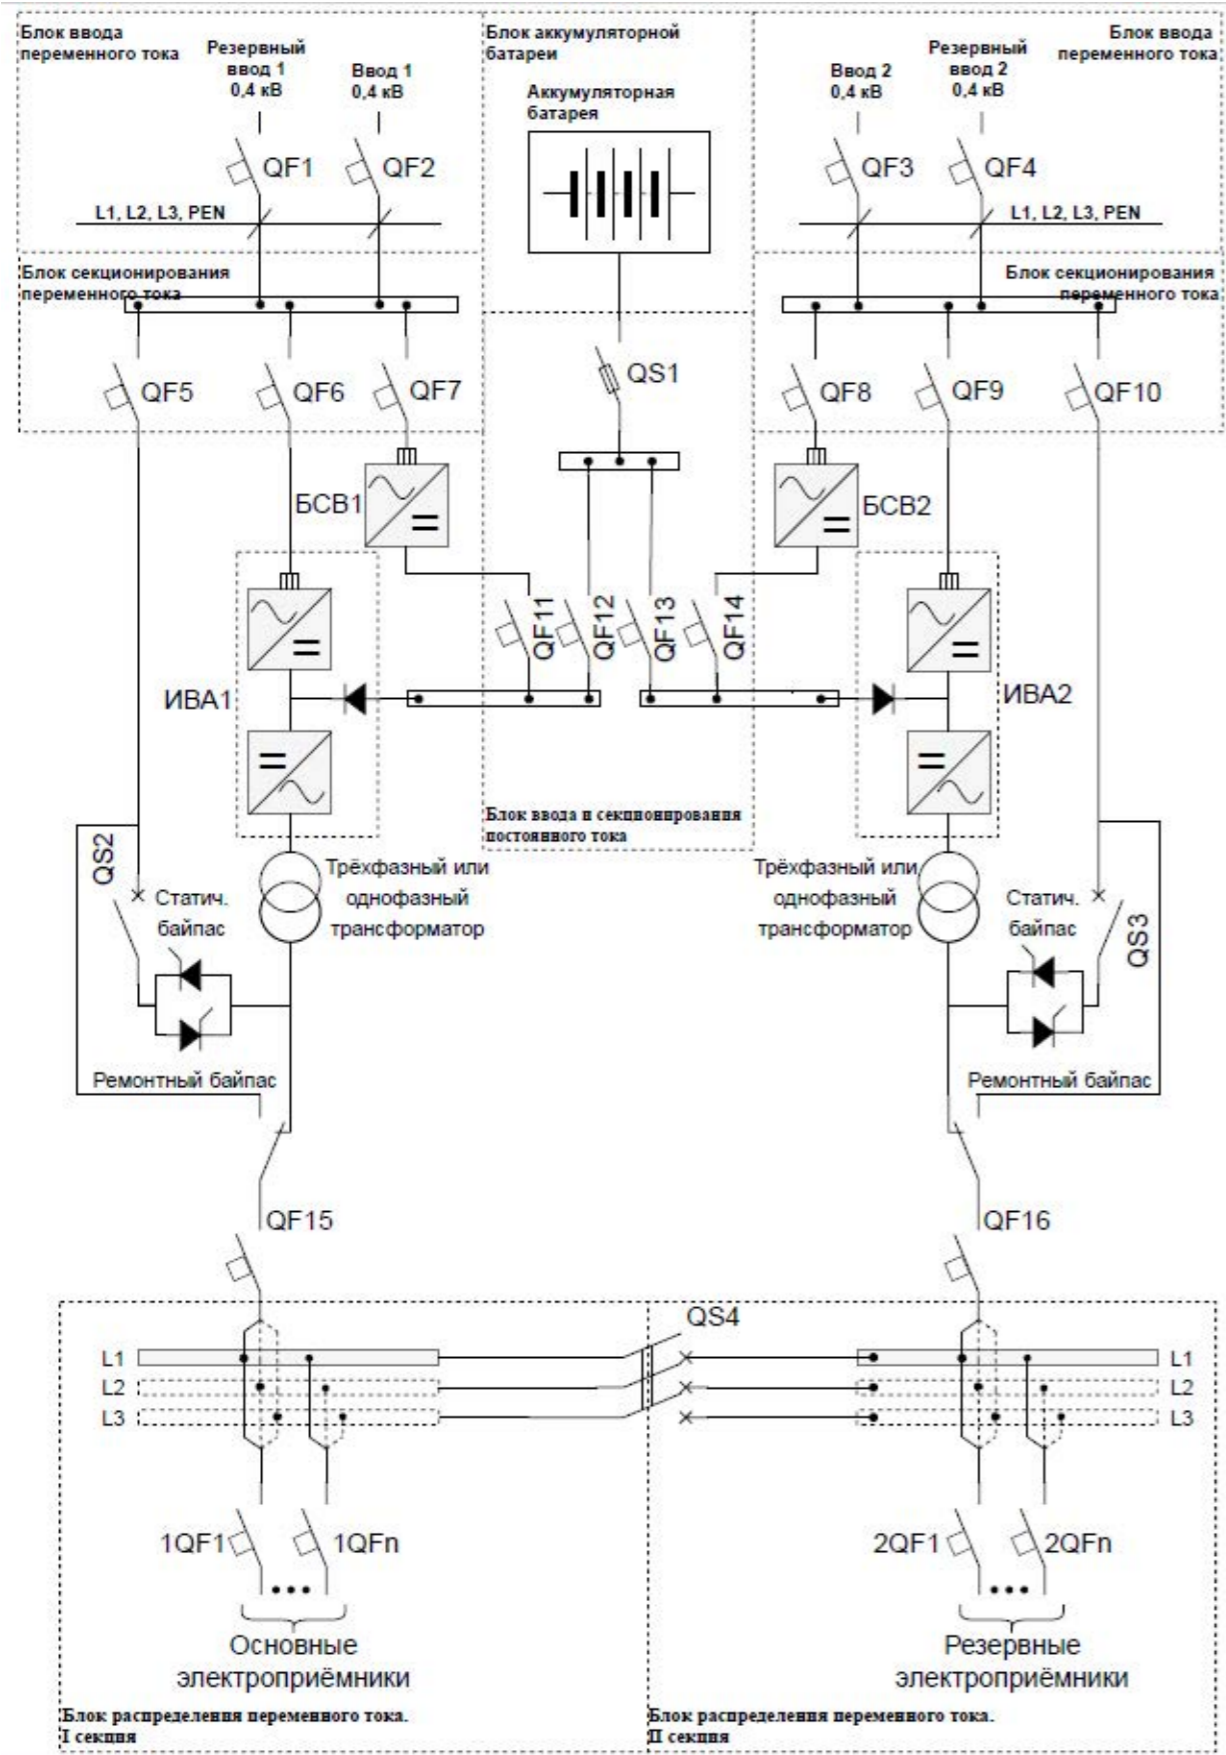 Блок ввода
переменного тока
Резервный
ввод 1
0,4 кВ
Ввод 1
0,4 кВ
QF1
QF2
L1, L2, L3, PEN
Блок аккумуляторной
батареи
Аккумуляторная
батарея
Блок ввода
переменного тока
Ввод 2
0,4 кВ
Резервный
ввод 2
0,4 кВ
QF3
QF4
L1, L2, L3, PEN
Блок секционирования
переменного тока
Блок секционирования
переменного тока
QF5
QF6
QF7
QS1
QF8
QF9
QF10
БСВ1
БСВ2
QF11
QF12
QF13
QF14
ИВА1
ИВА2
Блок ввода и секционирования
постоянного тока
QS2
Статич.
байпас
Трёхфазный или
однофазный
трансформатор
Трёхфазный или
однофазный
трансформатор
Статич.
байпас
QS3
Ремонтный байпас
Ремонтный байпас
QF15
QF16
QS4
L1
L2
L3
L1
L2
L3
1QF1
1QFn
2QF1
2QFn
Основные
электроприёмники
Резервные
электроприёмники
Блок распределения переменного тока.
I секция
Блок распределения переменного тока.
II секция